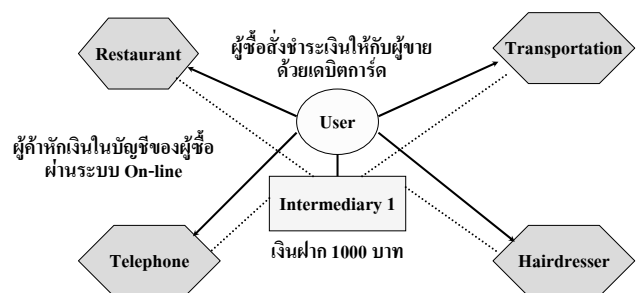 ผู้ซื้อสั่งชำระเงินให้กับผู้ขาย
ด้วยเดบิตการ์ด
Restaurant
Transportation
User
ผู้ค้าหักเงินในบัญชีของผู้ซื้อ
ผ่านระบบ On-line
Intermediary 1
เงินฝาก 1000 บาท
Telephone
Hairdresser